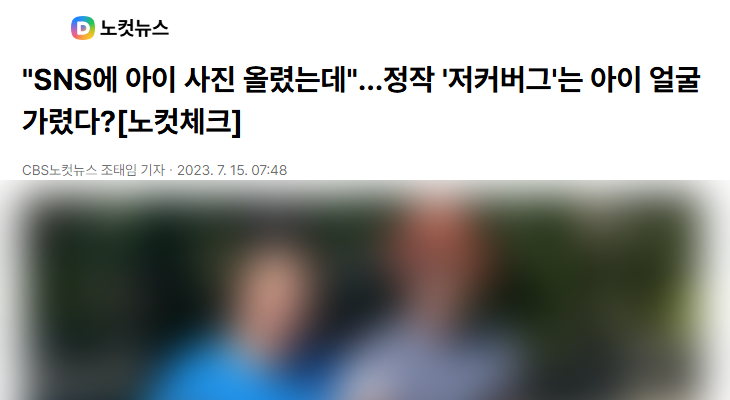 노컷뉴스
"SNS에 아이 사진 올렸는데"...정작 '저커버그'는 아이 얼굴
가렸다?[노컷체크]
CBS노컷뉴스 조태임 기자 · 2023. 7. 15. 07:48